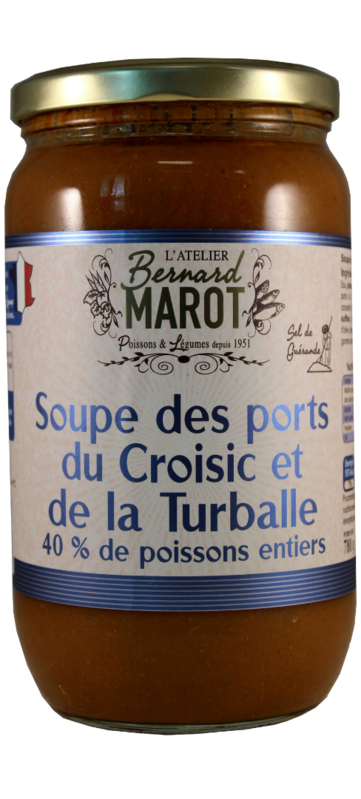 L'ATELIER
Bernard
MAROT
Poissons & Légumes depuis 1951
Sel de
Guérande
Soupe des ports
du Croisic et
de la Turballe
40 % de poissons entiers